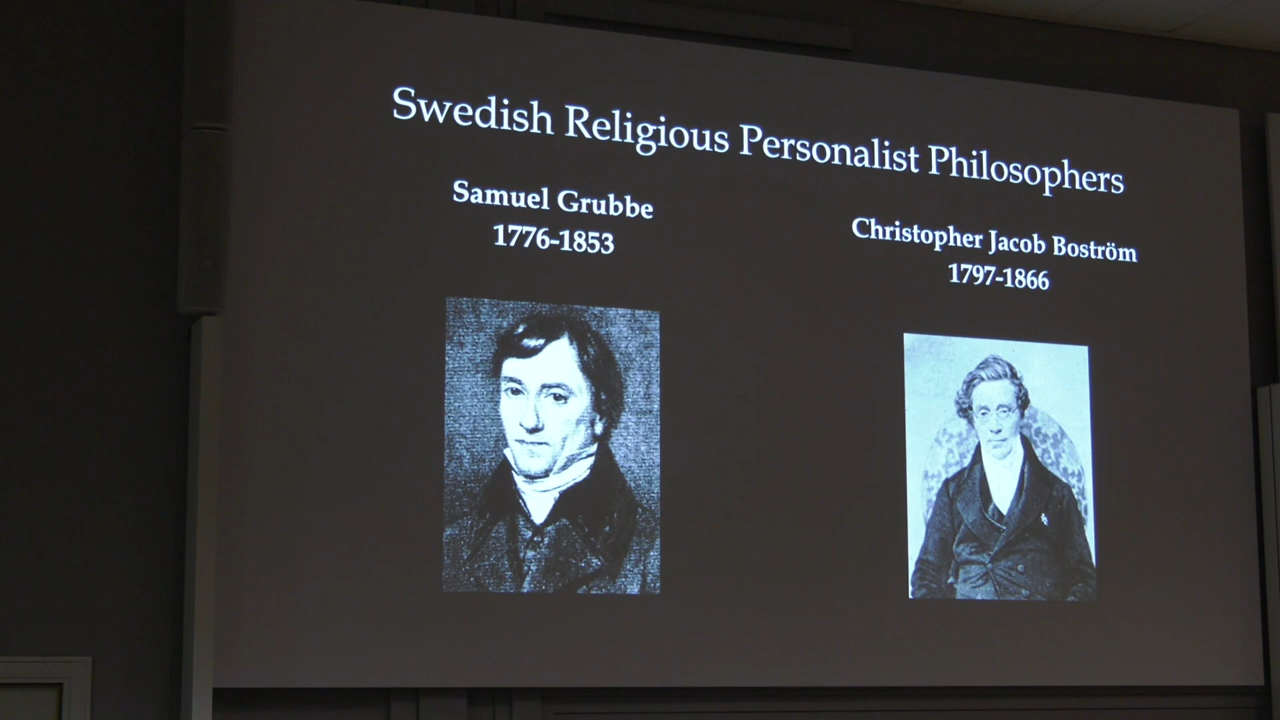 Swedish Religious Personalist Philosophers
Samuel Grubbe
1776-1853
Christopher Jacob Boström
1797-1866